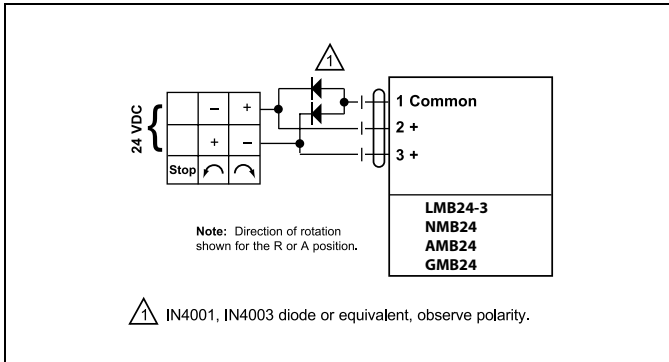 1
24 VDC
– +
+ –
Stop
1 Common
2 +
3 +
LMB24-3
NMB24
AMB24
GMB24
Note: Direction of rotation
shown for the R or A position.
1 IN4001, IN4003 diode or equivalent, observe polarity.